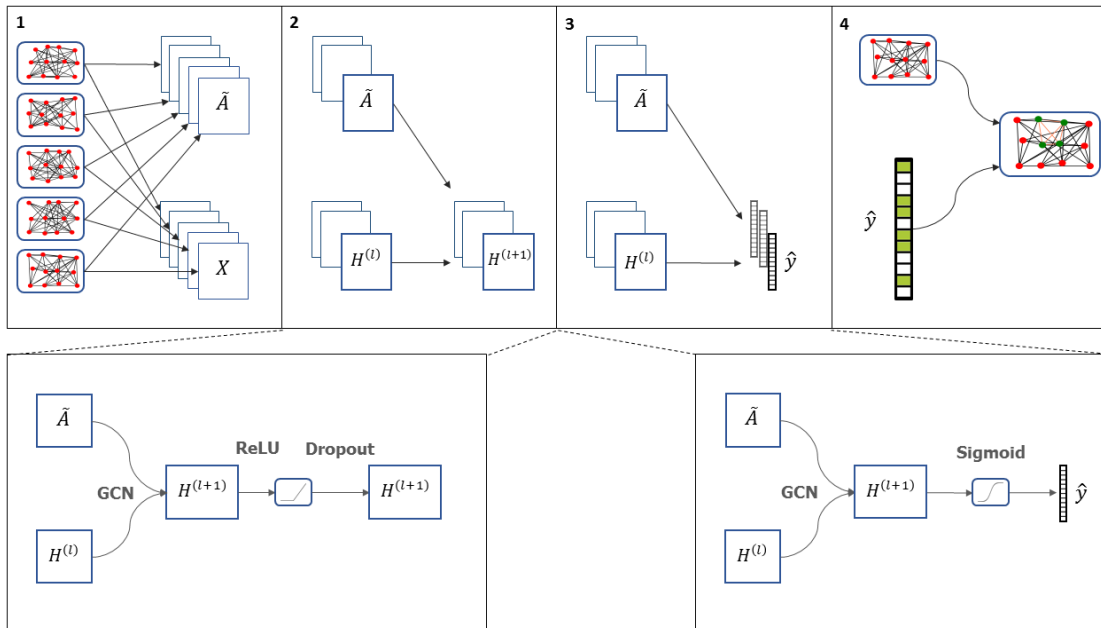 1
2
3
4
Ã
X
Ã
H^(l)
H^(l+1)
Ã
H^(l)
ŷ
ŷ
Ã
ReLU
Dropout
GCN
H^(l+1)
H^(l+1)
H^(l)
Ã
Sigmoid
GCN
H^(l+1)
ŷ
H^(l)